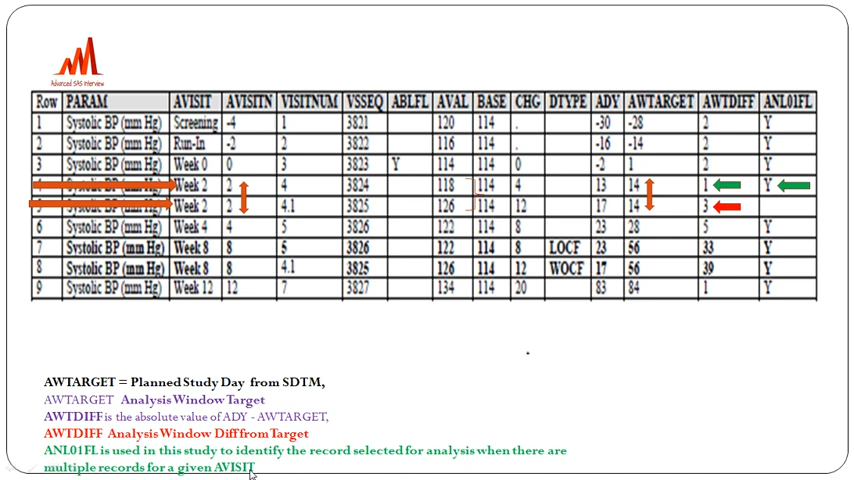 Advanced SAS Interview
Row PARAM AVISIT AVISITN VISITNUM VSSEQ ABLFL AVAL BASE CHG DTYPE ADY AWTARGET AWTDIFF ANL01FL
1 Systolic BP (mm Hg) Screening -4 1 3821 120 114 . -30 -28 2 Y
2 Systolic BP (mm Hg) Run-In -2 2 3822 116 114 . -16 -14 2 Y
3 Systolic BP (mm Hg) Week 0 0 3 3823 Y 114 114 0 -2 1 2 Y
4 Systolic BP (mm Hg) Week 2 2 4 3824 118 114 4 13 14 1 Y
5 Systolic BP (mm Hg) Week 2 2 4.1 3825 126 114 12 17 14 3
6 Systolic BP (mm Hg) Week 4 4 5 3826 122 114 8 23 28 5 Y
7 Systolic BP (mm Hg) Week 8 8 5 3826 122 114 8 LOCF 23 56 33 Y
8 Systolic BP (mm Hg) Week 8 8 4.1 3825 126 114 12 WOCF 17 56 39 Y
9 Systolic BP (mm Hg) Week 12 12 7 3827 134 114 20 83 84 1 Y
AWTARGET = Planned Study Day from SDTM,
AWTARGET Analysis Window Target
AWTDIFF is the absolute value of ADY - AWTARGET,
AWTDIFF Analysis Window Diff from Target
ANL01FL is used in this study to identify the record selected for analysis when there are
multiple records for a given AVISIT